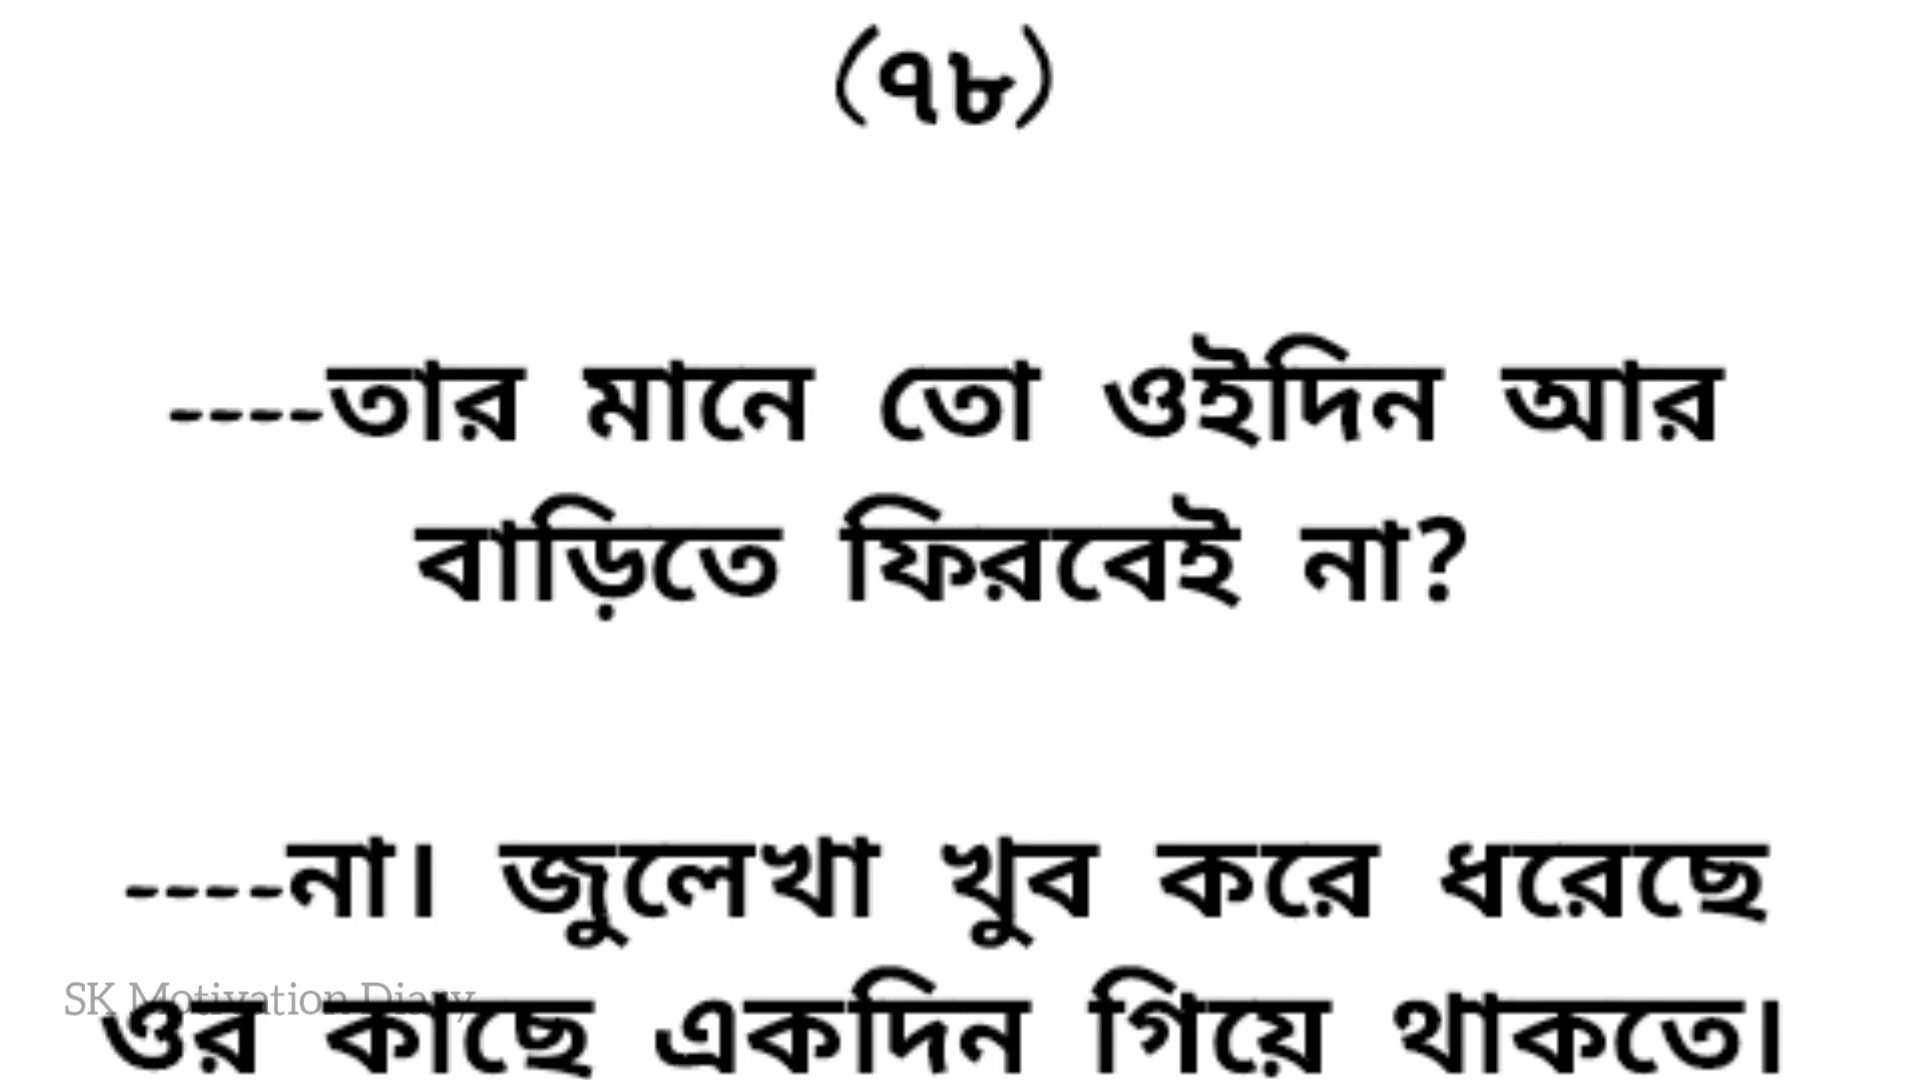 (৭৮)
----তার মানে তো ওইদিন আর
বাড়িতে ফিরবেই না?
----না। জুলেখা খুব করে ধরেছে
SK Motivation Diary
ওর কাছে একদিন গিয়ে থাকতে।